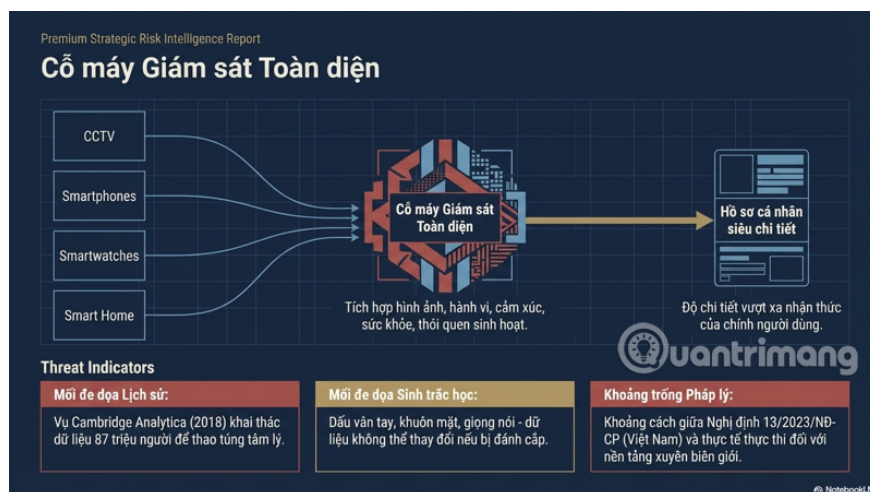 Premium Strategic Risk Intelligence Report
Cỗ máy Giám sát Toàn diện
CCTV
Smartphones
Smartwatches
Smart Home
Cỗ máy Giám sát
Toàn diện
Tích hợp hình ảnh, hành vi, cảm xúc,
sức khỏe, thói quen sinh hoạt.
Hồ sơ cá nhân
siêu chi tiết
Độ chi tiết vượt xa nhận thức
của chính người dùng.
Quantrimang
Threat Indicators
Mối đe dọa Lịch sử:
Vụ Cambridge Analytica (2018) khai thác
dữ liệu 87 triệu người để thao túng tâm lý.
Mối đe dọa Sinh trắc học:
Dấu vân tay, khuôn mặt, giọng nói - dữ
liệu không thể thay đổi nếu bị đánh cắp.
Khoảng trống Pháp lý:
Khoảng cách giữa Nghị định 13/2023/NĐ-
CP (Việt Nam) và thực tế thực thi đối với
nền tảng xuyên biên giới.